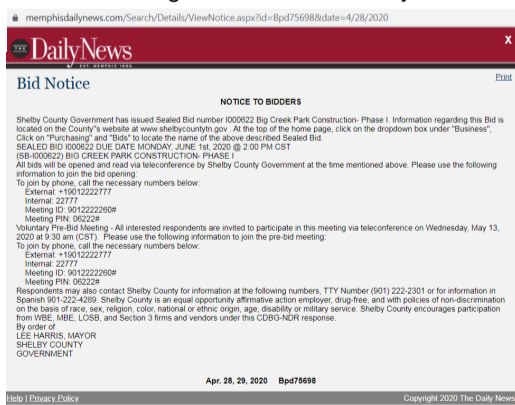 memphisdailynews.com/Search/Details/ViewNotice.aspx?id=Bpd75698&date=4/28/2020
THE DailyNews X
EST. MEMPHIS 1886
Bid Notice Print
NOTICE TO BIDDERS
Shelby County Government has issued Sealed Bid number I000622 Big Creek Park Construction- Phase I. Information regarding this Bid is
located on the County"s website at www.shelbycountytn.gov . At the top of the home page, click on the dropdown box under "Business",
Click on "Purchasing" and "Bids" to locate the name of the above described Sealed Bid.
SEALED BID I000622 DUE DATE MONDAY, JUNE 1st, 2020 @ 2:00 PM CST
(SB-I000622) BIG CREEK PARK CONSTRUCTION- PHASE I
All bids will be opened and read via teleconference by Shelby County Government at the time mentioned above. Please use the following
information to join the bid opening:
To join by phone, call the necessary numbers below:
External: +19012222777
Internal: 22777
Meeting ID: 9012222260#
Meeting PIN: 06222#
Voluntary Pre-Bid Meeting - All interested respondents are invited to participate in this meeting via teleconference on Wednesday, May 13,
2020 at 9:30 am (CST). Please use the following information to join the pre-bid meeting:
To join by phone, call the necessary numbers below:
External: +19012222777
Internal: 22777
Meeting ID: 9012222260#
Meeting PIN: 06222#
Respondents may also contact Shelby County for information at the following numbers, TTY Number (901) 222-2301 or for information in
Spanish 901-222-4289. Shelby County is an equal opportunity affirmative action employer, drug-free, and with policies of non-discrimination
on the basis of race, sex, religion, color, national or ethnic origin, age, disability or military service. Shelby County encourages participation
from WBE, MBE, LOSB, and Section 3 firms and vendors under this CDBG-NDR response.
By order of
LEE HARRIS, MAYOR
SHELBY COUNTY
GOVERNMENT
Apr. 28, 29, 2020 Bpd75698
Help | Privacy Policy Copyright 2020 The Daily News